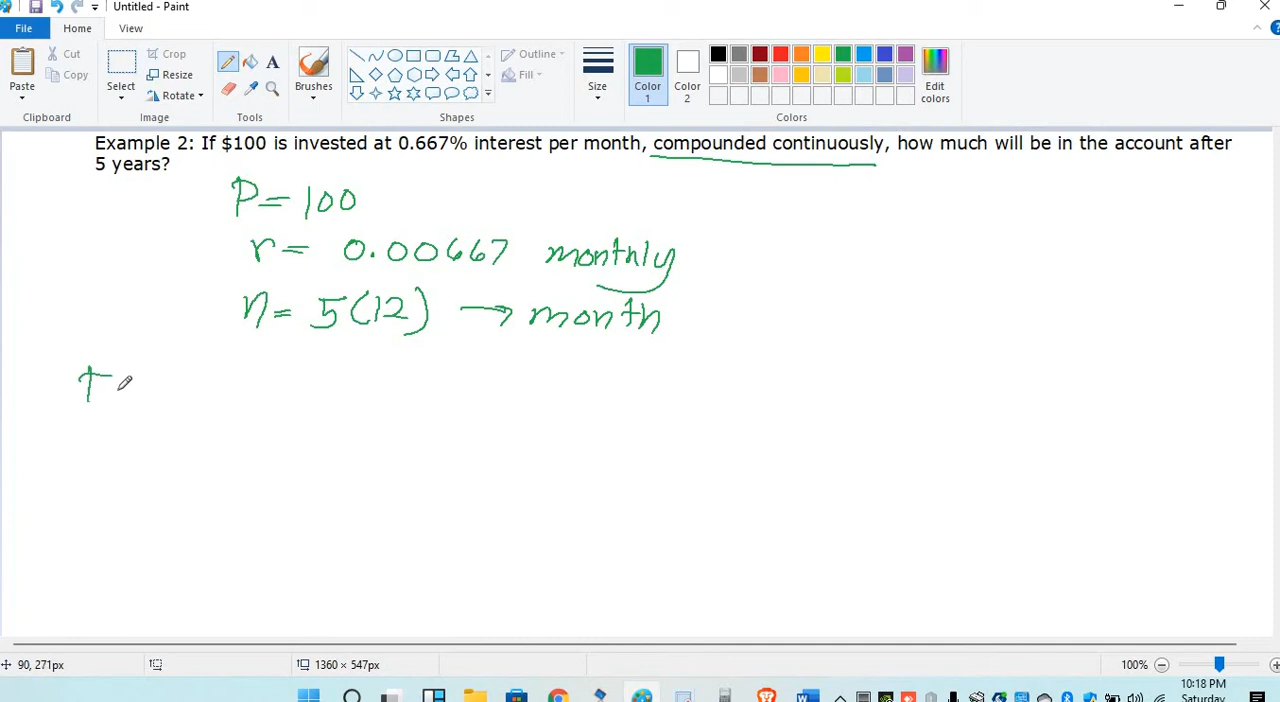 Untitled - Paint
File Home View
Paste Cut Copy
Select Crop Resize Rotate
A
Brushes
Outline
Fill
Size
Color 1
Color 2
Edit colors
Clipboard Image Tools Shapes Colors
Example 2: If $100 is invested at 0.667% interest per month, compounded continuously, how much will be in the account after
5 years?
P = 100
r = 0.00667 monthly
n = 5(12) → month
90, 271px 1360 × 547px 100%
10:18 PM
Saturday